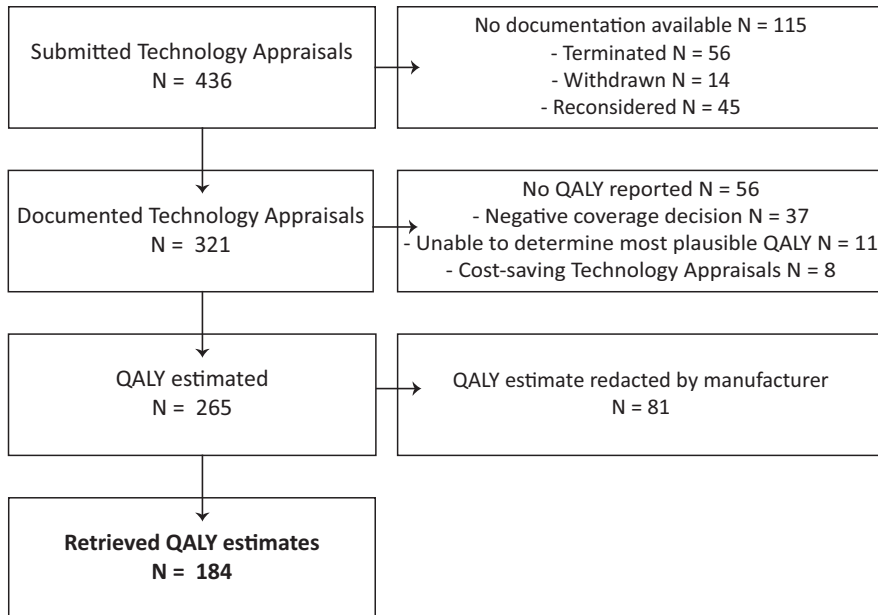 Submitted Technology Appraisals
N = 436
No documentation available N = 115
- Terminated N = 56
- Withdrawn N = 14
- Reconsidered N = 45
Documented Technology Appraisals
N = 321
No QALY reported N = 56
- Negative coverage decision N = 37
- Unable to determine most plausible QALY N = 11
- Cost-saving Technology Appraisals N = 8
QALY estimated
N = 265
QALY estimate redacted by manufacturer
N = 81
Retrieved QALY estimates
N = 184